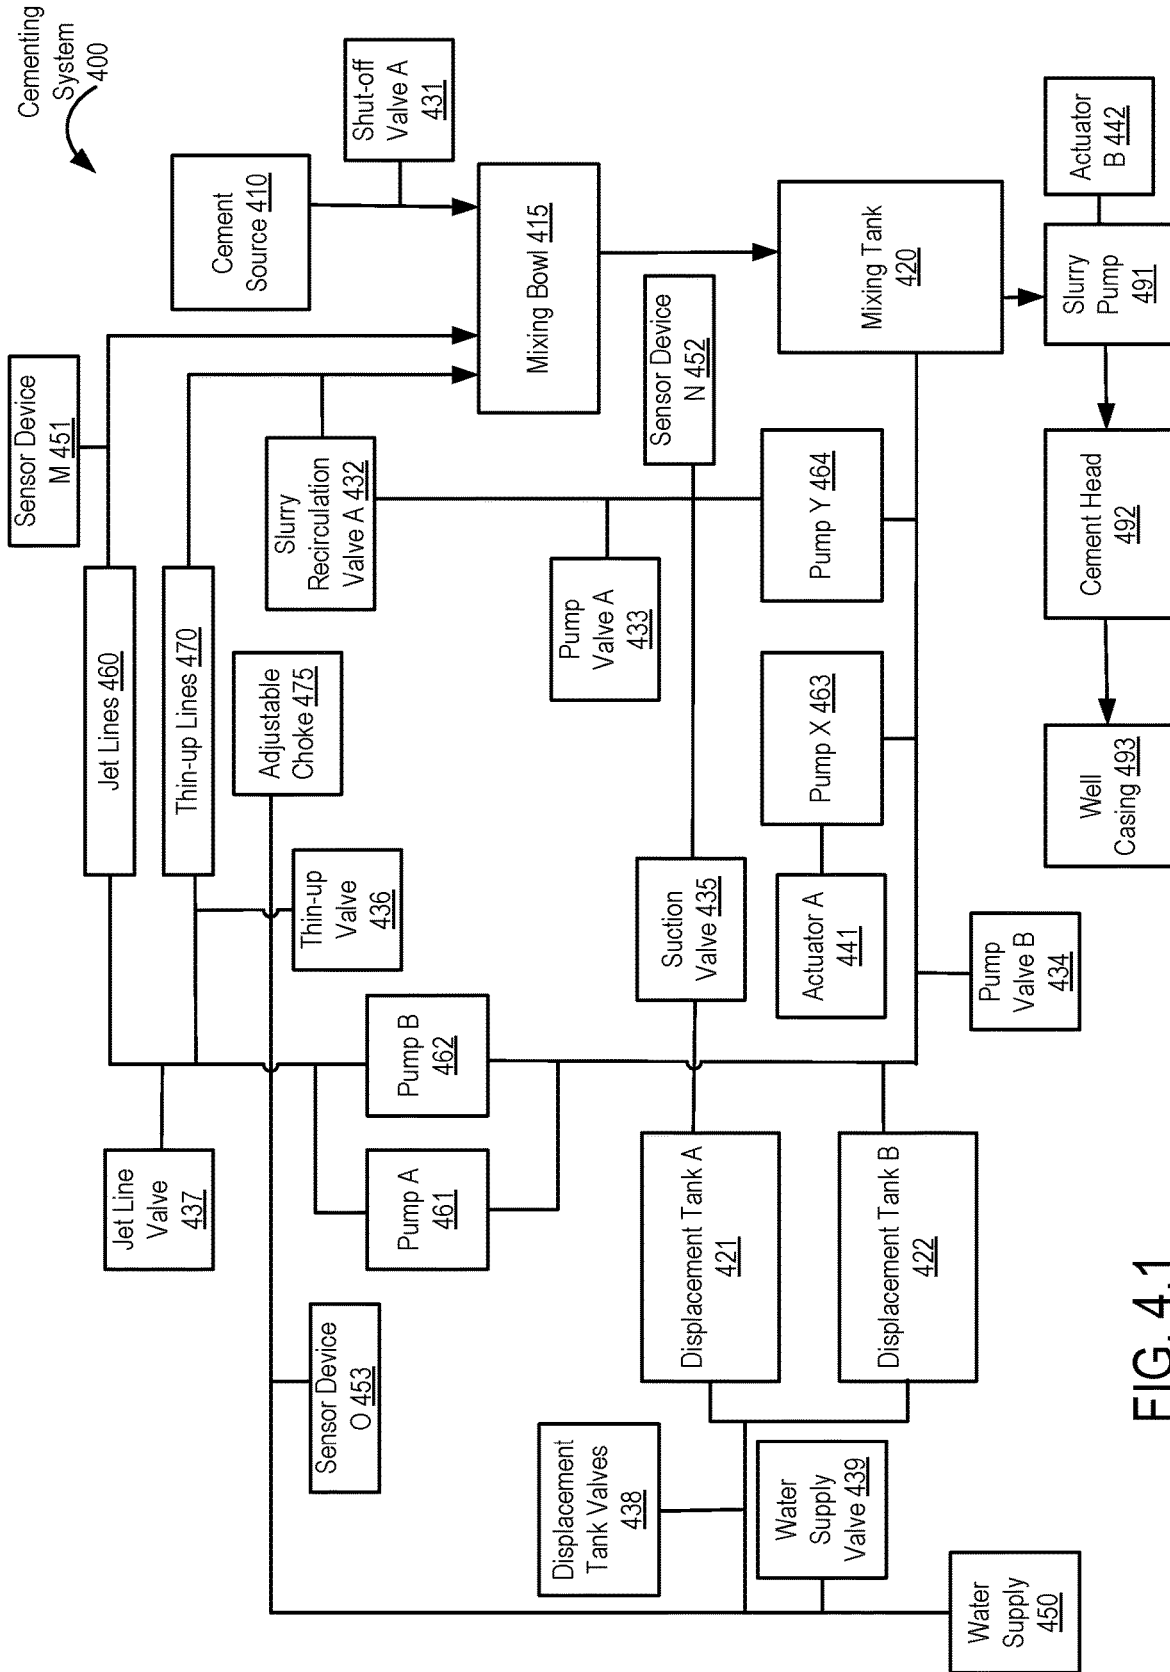 Cementing
System
400
Sensor Device
M 451
Cement
Source 410
Shut-off
Valve A
431
Jet Lines 460
Thin-up Lines 470
Mixing Bowl 415
Slurry
Recirculation
Valve A 432
Adjustable
Choke 475
Thin-up
Valve
436
Jet Line
Valve
437
Sensor Device
O 453
Pump A
461
Pump B
462
Pump
Valve A
433
Sensor Device
N 452
Mixing Tank
420
Actuator
B 442
Slurry
Pump
491
Pump Y 464
Pump X 463
Suction
Valve 435
Actuator A
441
Displacement Tank A
421
Displacement Tank B
422
Displacement
Tank Valves
438
Water
Supply
Valve 439
Water
Supply
450
Pump
Valve B
434
Cement Head
492
Well
Casing 493
FIG. 4.1